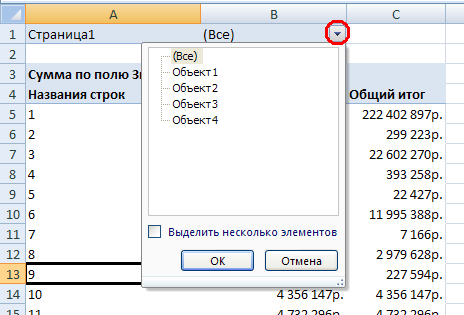 A B C
1 Страница1 (Все)
2
(Все)
Объект1
Объект2
Объект3
Объект4
Выделить несколько элементов
ОК Отмена
3 Сумма по полю
4 Названия строк Общий итог
5 1 222 402 897р.
6 2 299 223р.
7 3 22 602 270р.
8 4 393 258р.
9 5 22 427р.
10 6 11 995 388р.
11 7 7 166р.
12 8 2 979 628р.
13 9 227 594р.
14 10 4 356 147р. 4 356 147р.
15 11 4 732 296р. 4 732 296р.